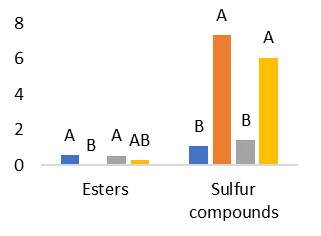 8
6
4
2
0
A B A AB
B A B A
Esters
Sulfur
compounds